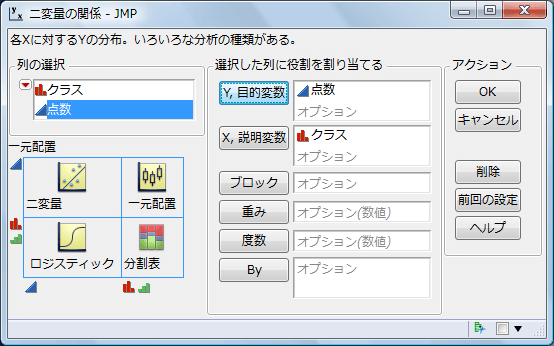 二変量の関係 - JMP
各Xに対するYの分布。いろいろな分析の種類がある。
列の選択
クラス
点数
一元配置
二変量
一元配置
ロジスティック
分割表
選択した列に役割を割り当てる
Y, 目的変数
点数
オプション
X, 説明変数
クラス
オプション
ブロック
オプション
重み
オプション(数値)
度数
オプション(数値)
By
オプション
アクション
OK
キャンセル
削除
前回の設定
ヘルプ